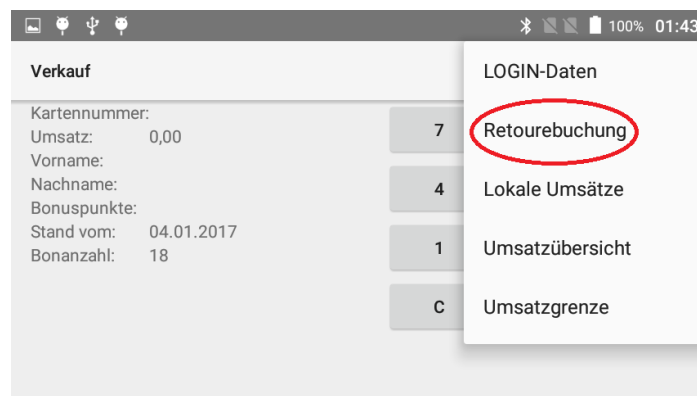 100% 01:43
Verkauf
Kartennummer:
Umsatz: 0,00
Vorname:
Nachname:
Bonuspunkte:
Stand vom: 04.01.2017
Bonanzahl: 18
7
4
1
C
LOGIN-Daten
Retourebuchung
Lokale Umsätze
Umsatzübersicht
Umsatzgrenze